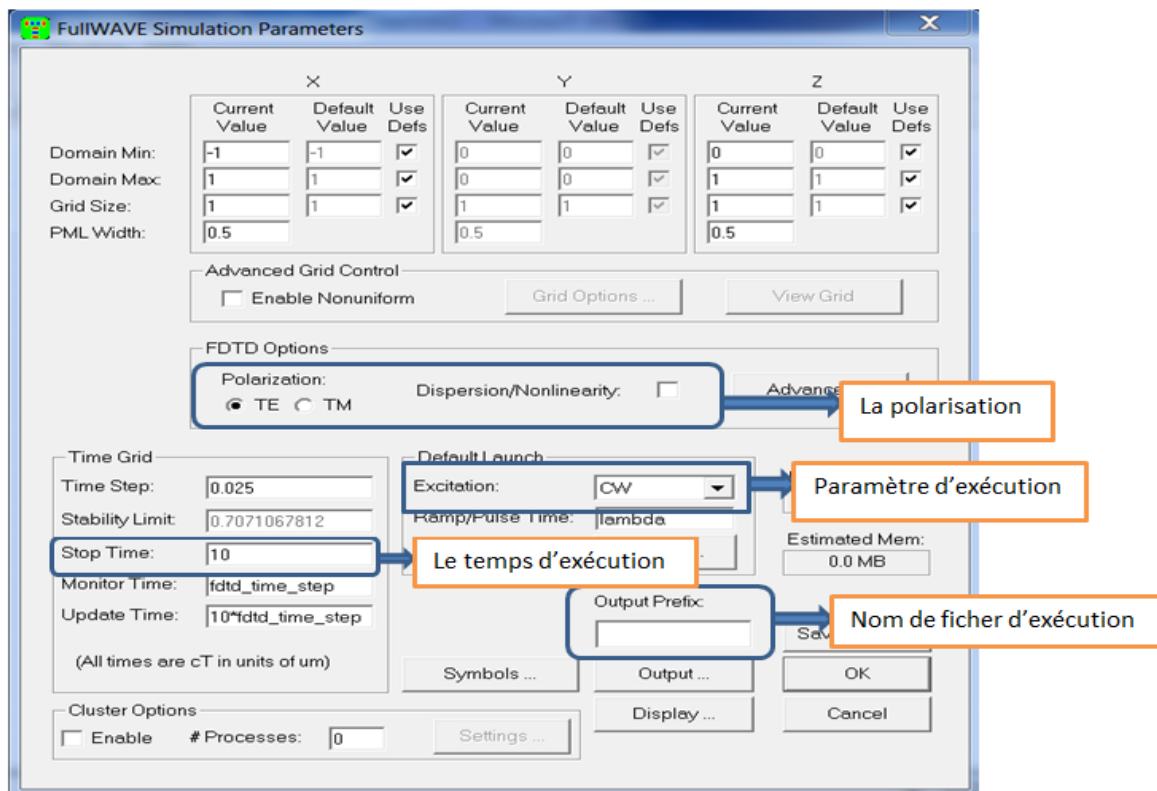 FullWAVE Simulation Parameters
X Y Z
Current Value Default Value Use Defs Current Value Default Value Use Defs Current Value Default Value Use Defs
Domain Min: -1 -1 0 0 0 0
Domain Max: 1 1 0 0 1 1
Grid Size: 1 1 1 1 1 1
PML Width: 0.5 0.5 0.5
Advanced Grid Control
Enable Nonuniform Grid Options ... View Grid
FDTD Options
Polarization:
TE TM Dispersion/Nonlinearity:
La polarisation
Time Grid Default Launch
Time Step: 0.025 Excitation: CW
Paramètre d'exécution
Stability Limit: 0.7071067812 Ramp/Pulse Time: lambda
Stop Time: 10
Le temps d'exécution
Estimated Mem:
0.0 MB
Monitor Time: fdtd_time_step
Update Time: 10*fdtd_time_step
Output Prefix:
Nom de ficher d'exécution
(All times are cT in units of um)
Symbols ... Output ... OK
Cluster Options
Enable # Processes: 0 Settings ...
Display ... Cancel